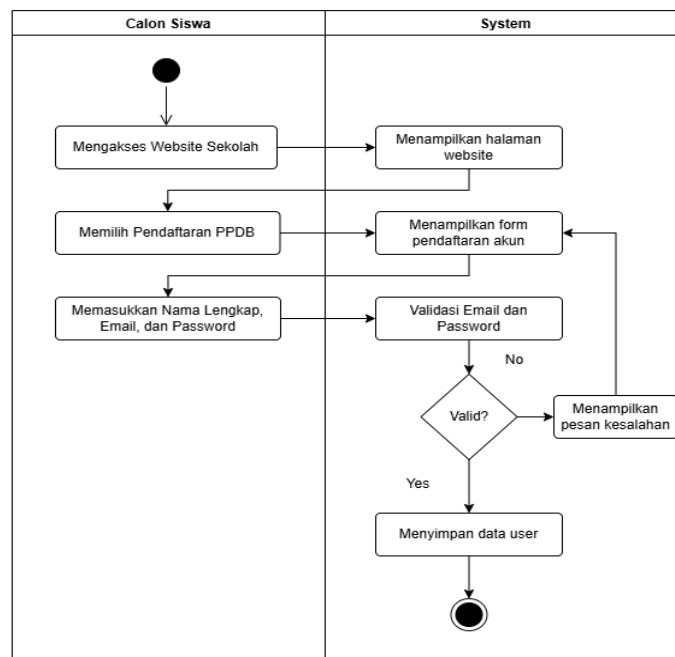 Calon Siswa
System
Mengakses Website Sekolah
Menampilkan halaman
website
Memilih Pendaftaran PPDB
Menampilkan form
pendaftaran akun
Memasukkan Nama Lengkap,
Email, dan Password
Validasi Email dan
Password
No
Valid?
Menampilkan
pesan kesalahan
Yes
Menyimpan data user